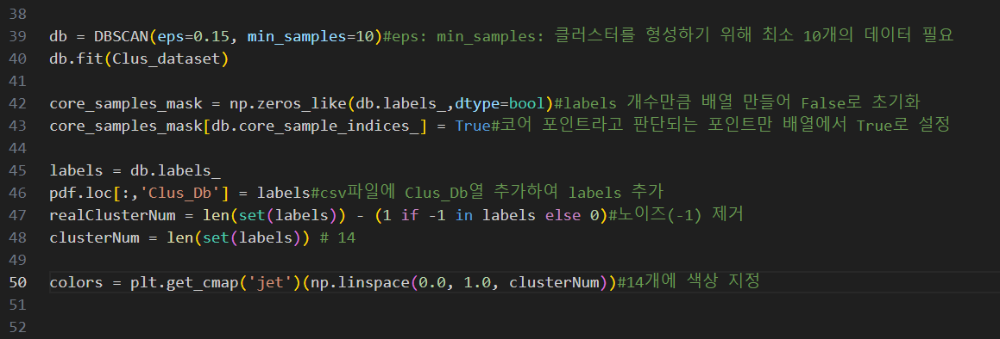 38
39 db = DBSCAN(eps=0.15, min_samples=10)#eps: min_samples: 클러스터를 형성하기 위해 최소 10개의 데이터 필요
40 db.fit(Clus_dataset)
41
42 core_samples_mask = np.zeros_like(db.labels_,dtype=bool)#labels 개수만큼 배열 만들어 False로 초기화
43 core_samples_mask[db.core_sample_indices_] = True#코어 포인트라고 판단되는 포인트만 배열에서 True로 설정
44
45 labels = db.labels_
46 pdf.loc[:,'Clus_Db'] = labels#csv파일에 Clus_Db열 추가하여 labels 추가
47 realClusterNum = len(set(labels)) - (1 if -1 in labels else 0)#노이즈(-1) 제거
48 clusterNum = len(set(labels)) # 14
49
50 colors = plt.get_cmap('jet')(np.linspace(0.0, 1.0, clusterNum))#14개에 색상 지정
51
52